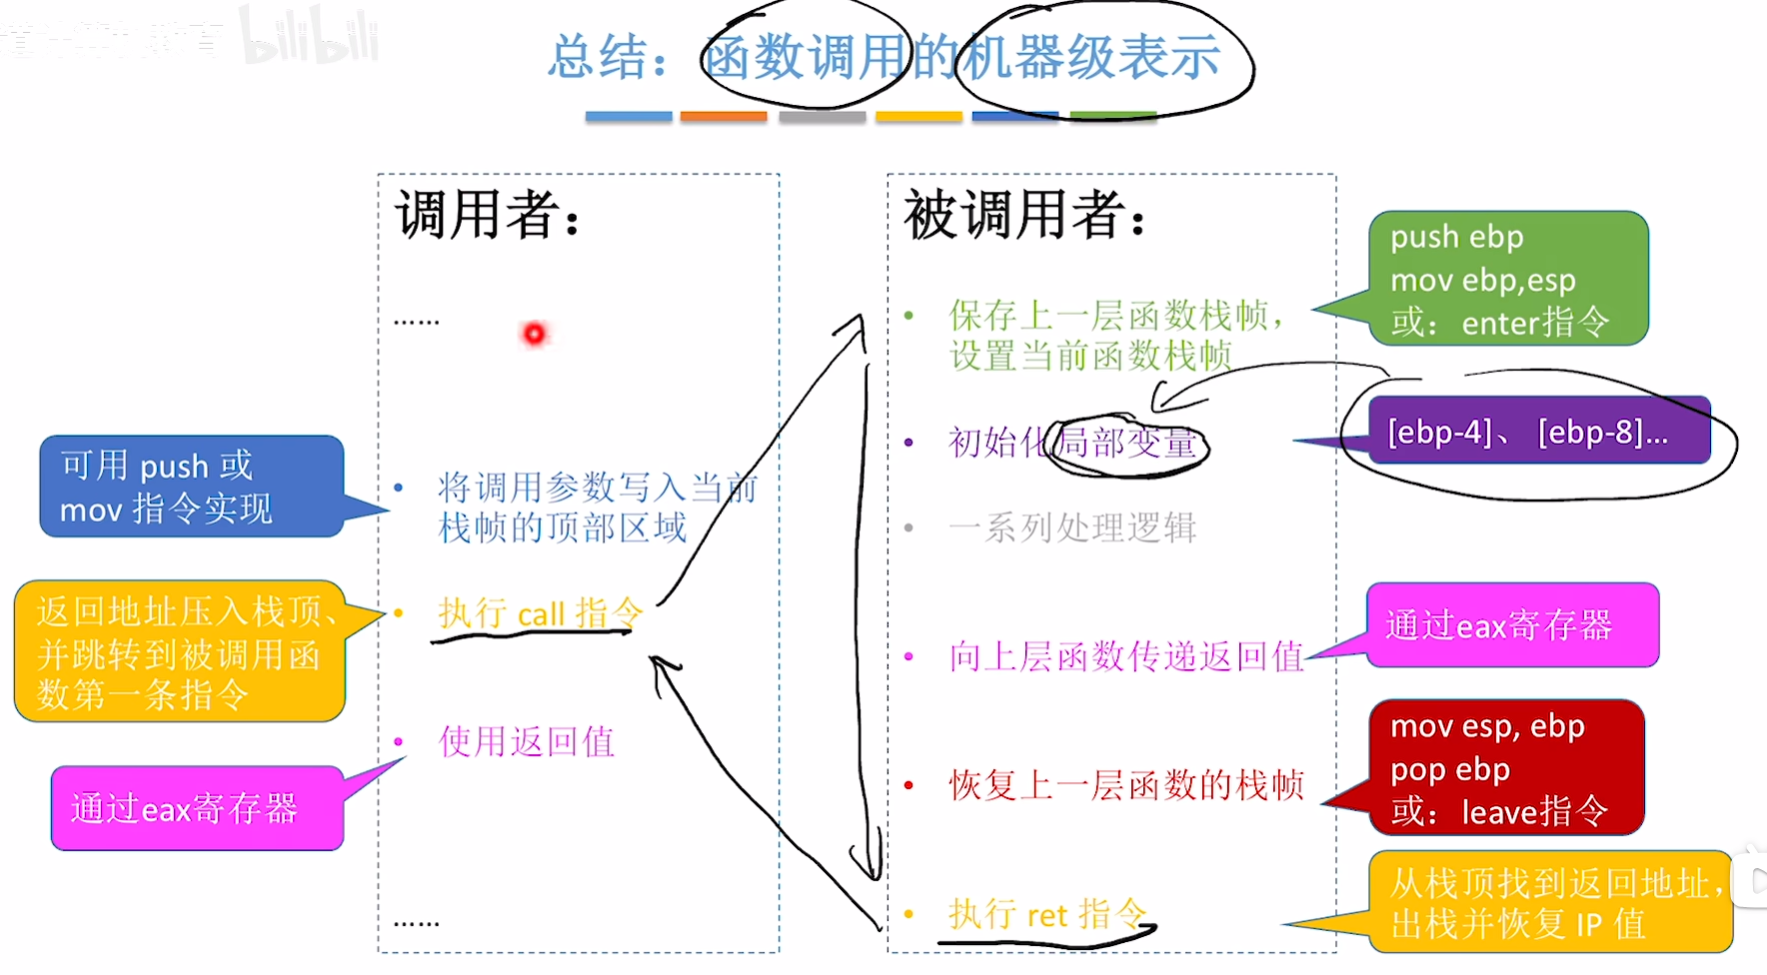 bilibili
总结：函数调用的机器级表示
调用者：
……
可用 push 或
mov 指令实现
• 将调用参数写入当前
栈帧的顶部区域
返回地址压入栈顶、
并跳转到被调用函
数第一条指令
• 执行 call 指令
• 使用返回值
通过eax寄存器
……
被调用者：
• 保存上一层函数栈帧，
设置当前函数栈帧
push ebp
mov ebp,esp
或：enter指令
• 初始化局部变量
[ebp-4]、 [ebp-8]...
• 一系列处理逻辑
• 向上层函数传递返回值
通过eax寄存器
• 恢复上一层函数的栈帧
mov esp, ebp
pop ebp
或：leave指令
• 执行 ret 指令
从栈顶找到返回地址，
出栈并恢复 IP 值